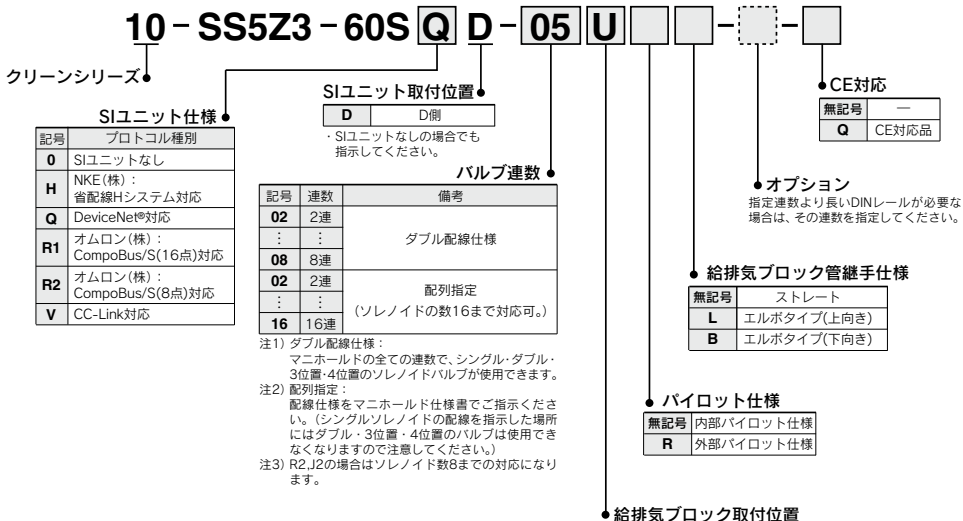 10-SS5Z3-60SQD-05U□□-□-□
クリーンシリーズ
SIユニット仕様
記号 プロトコル種別
0 SIユニットなし
H NKE(株)：
省配線Hシステム対応
Q DeviceNet®対応
R1 オムロン(株)：
CompoBus/S(16点)対応
R2 オムロン(株)：
CompoBus/S(8点)対応
V CC-Link対応
SIユニット取付位置
D D側
・SIユニットなしの場合でも
指示してください。
バルブ連数
記号 連数 備考
02 2連
⋮ ⋮ ダブル配線仕様
08 8連
02 2連 配列指定
⋮ ⋮ (ソレノイドの数16まで対応可。)
16 16連
注1) ダブル配線仕様：
マニホールドの全ての連数で、シングル・ダブル・
3位置・4位置のソレノイドバルブが使用できます。
注2) 配列指定：
配線仕様をマニホールド仕様書でご指示くださ
い。(シングルソレノイドの配線を指示した場所
にはダブル・3位置・4位置のバルブは使用でき
なくなりますので注意してください。)
注3) R2,J2の場合はソレノイド数8までの対応になり
ます。
CE対応
無記号 —
Q CE対応品
オプション
指定連数より長いDINレールが必要な
場合は、その連数を指定してください。
給排気ブロック管継手仕様
無記号 ストレート
L エルボタイプ(上向き)
B エルボタイプ(下向き)
パイロット仕様
無記号 内部パイロット仕様
R 外部パイロット仕様
給排気ブロック取付位置